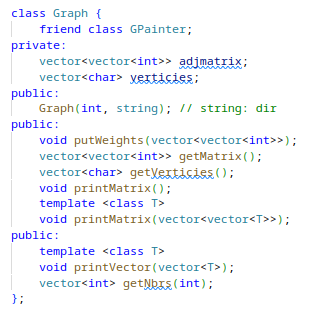 class Graph {
    friend class GPainter;
private:
    vector<vector<int>> adjmatrix;
    vector<char> verticies;
public:
    Graph(int, string); // string: dir
public:
    void putWeights(vector<vector<int>>);
    vector<vector<int>> getMatrix();
    vector<char> getVerticies();
    void printMatrix();
    template <class T>
    void printMatrix(vector<vector<T>>);
public:
    template <class T>
    void printVector(vector<T>);
    vector<int> getNbrs(int);
};